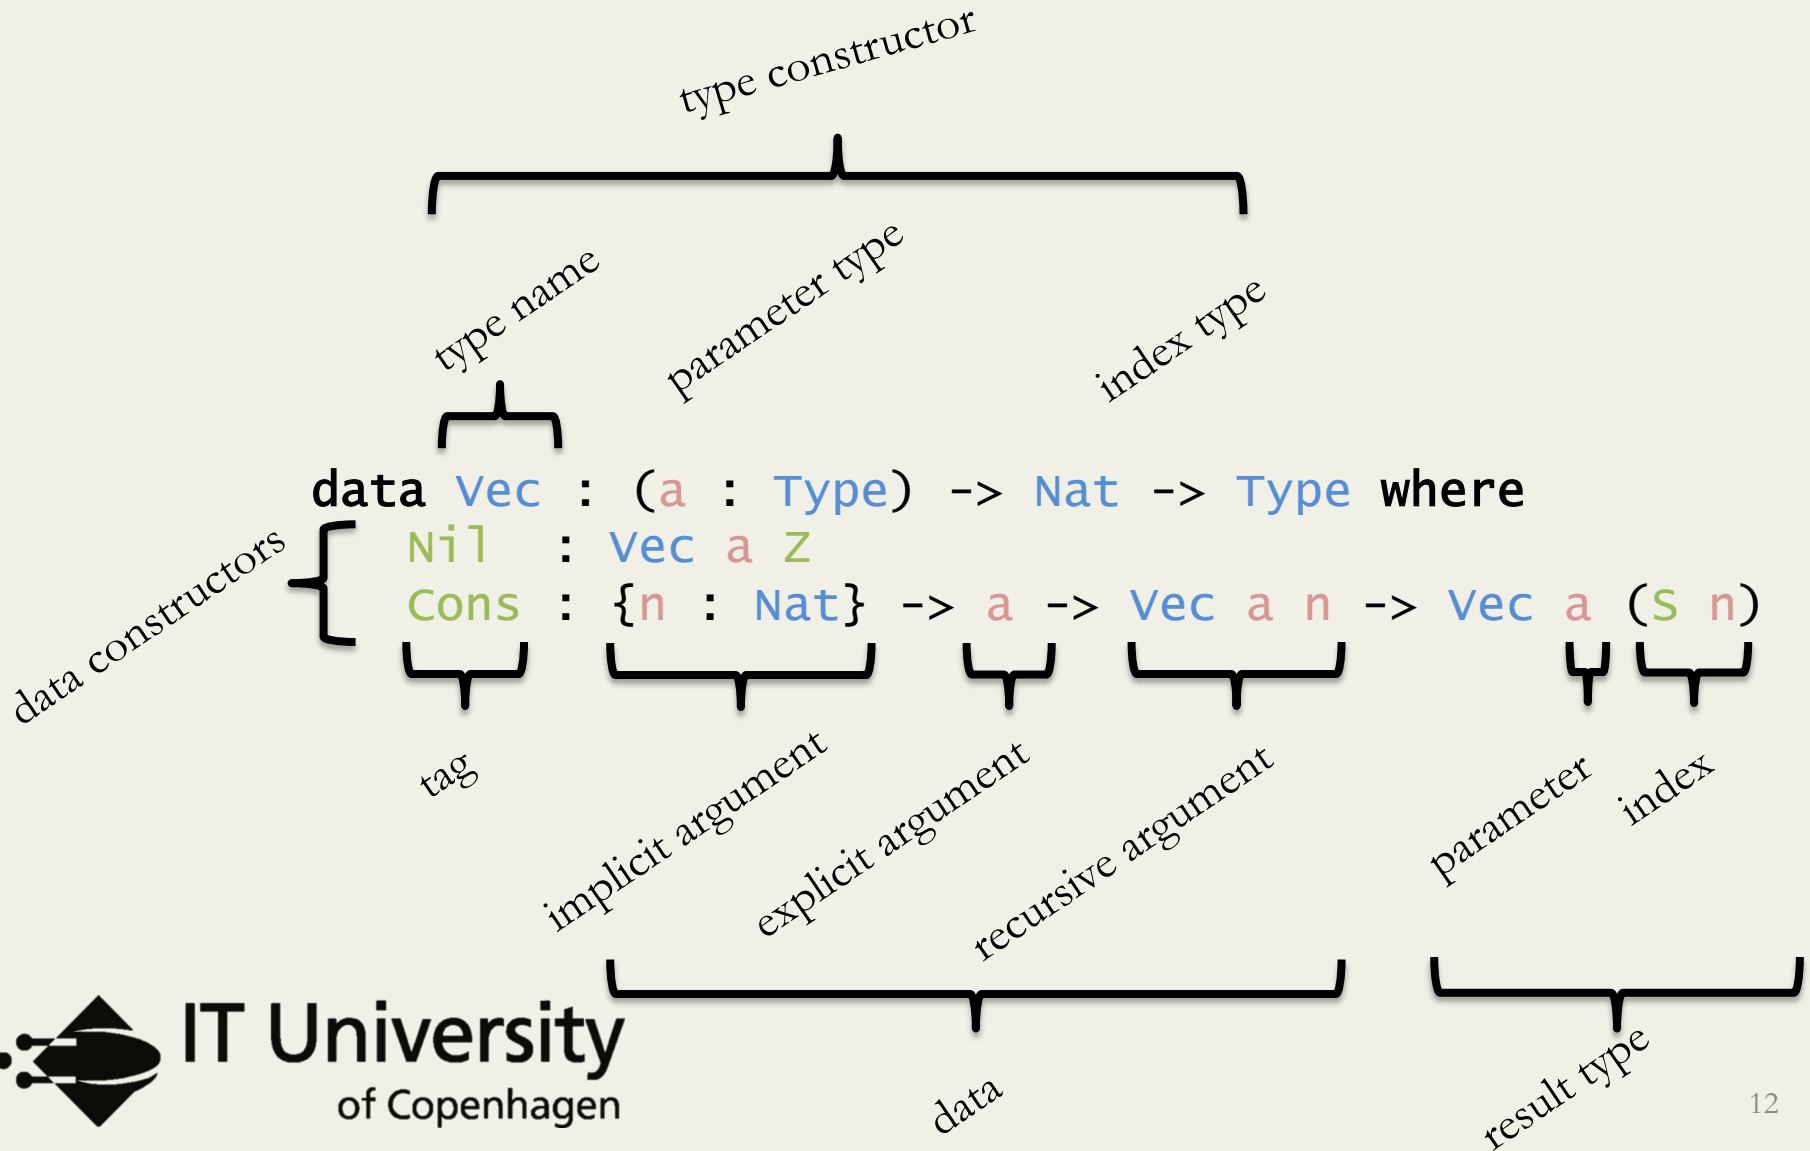 type constructor
type name
parameter type
index type
data Vec : (a : Type) -> Nat -> Type where
data constructors
Nil : Vec a Z
Cons : {n : Nat} -> a -> Vec a n -> Vec a (S n)
tag
implicit argument
explicit argument
recursive argument
parameter
index
data
result type
IT University
of Copenhagen
12